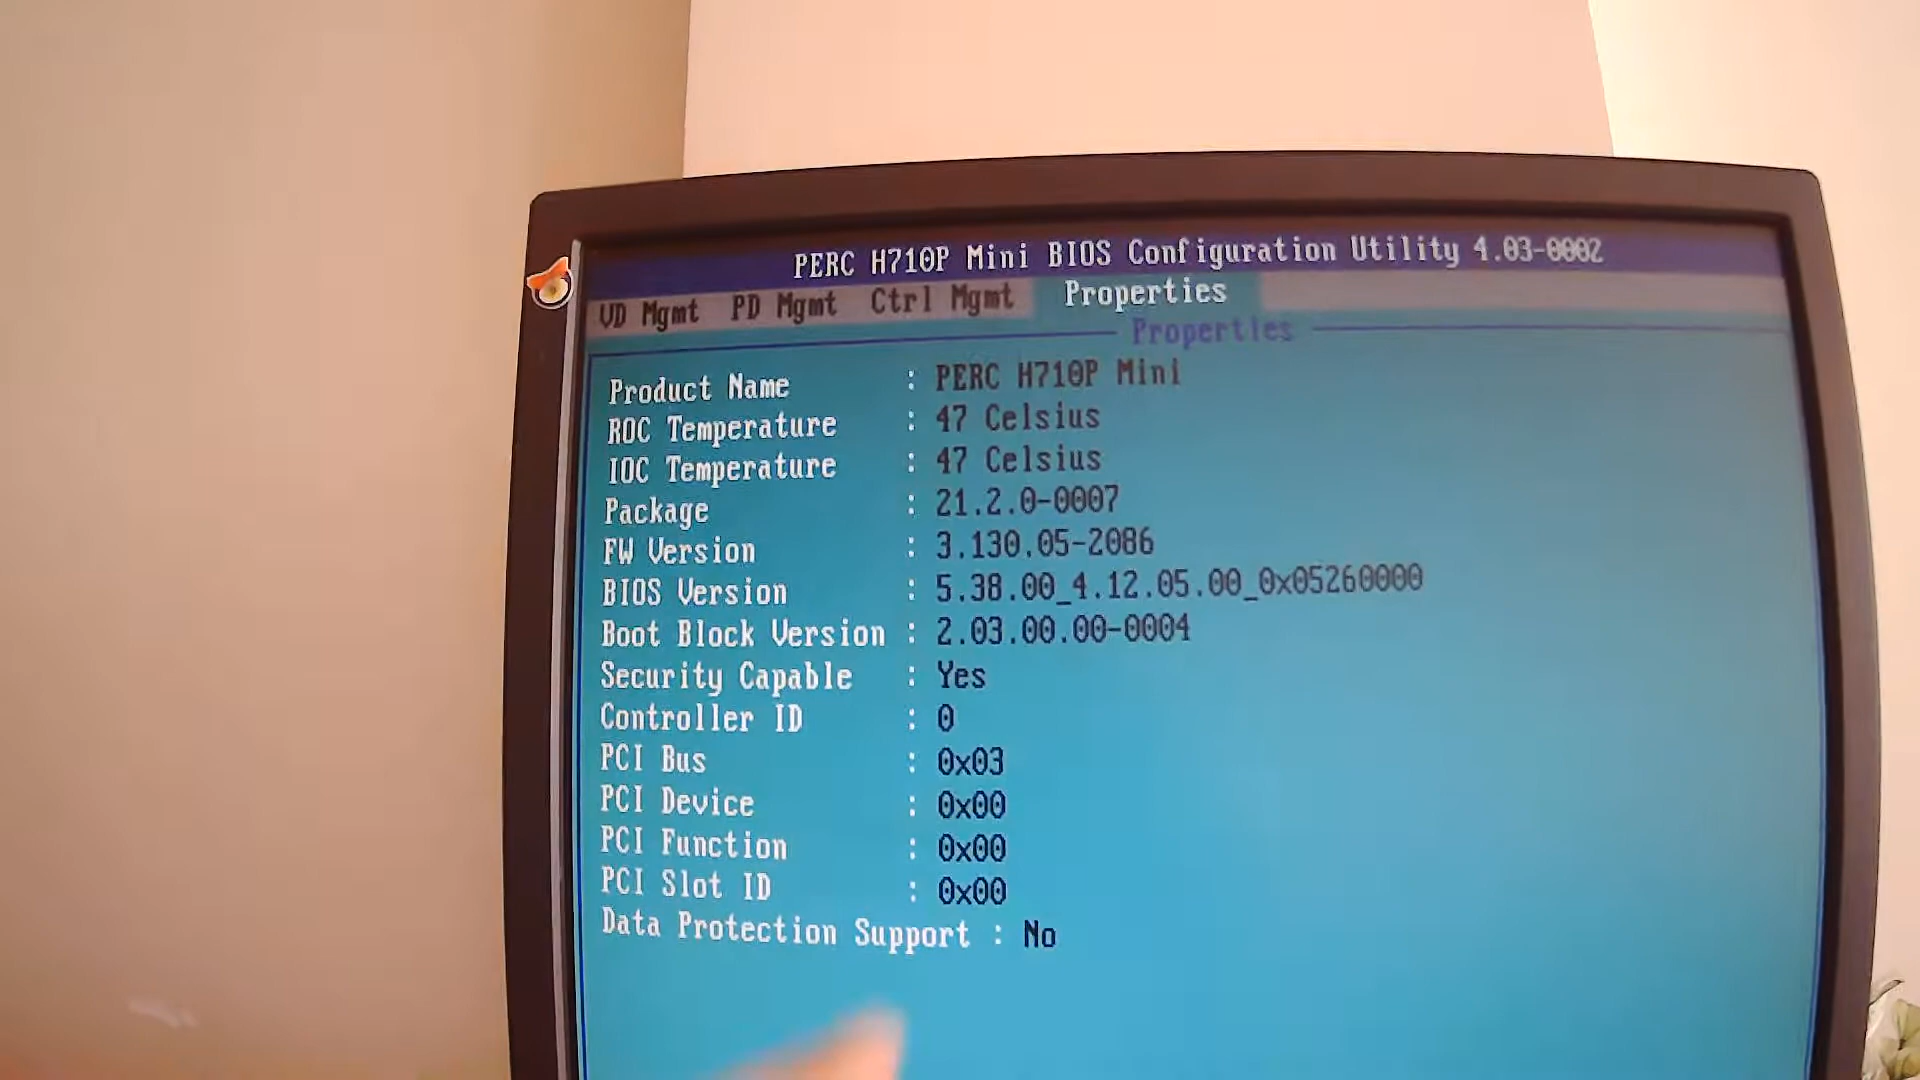 PERC H710P Mini BIOS Configuration Utility 4.03-0002
VD Mgmt PD Mgmt Ctrl Mgmt Properties
Properties
Product Name : PERC H710P Mini
ROC Temperature : 47 Celsius
IOC Temperature : 47 Celsius
Package : 21.2.0-0007
FW Version : 3.130.05-2086
BIOS Version : 5.38.00_4.12.05.00_0x05260000
Boot Block Version : 2.03.00.00-0004
Security Capable : Yes
Controller ID : 0
PCI Bus : 0x03
PCI Device : 0x00
PCI Function : 0x00
PCI Slot ID : 0x00
Data Protection Support : No